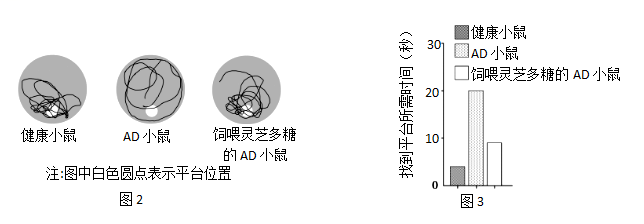 健康小鼠
AD 小鼠
饲喂灵芝多糖
的 AD 小鼠
注:图中白色圆点表示平台位置
图 2
找到平台所需时间（秒）
30
20
10
0
健康小鼠
AD 小鼠
饲喂灵芝多糖的 AD 小鼠
图 3